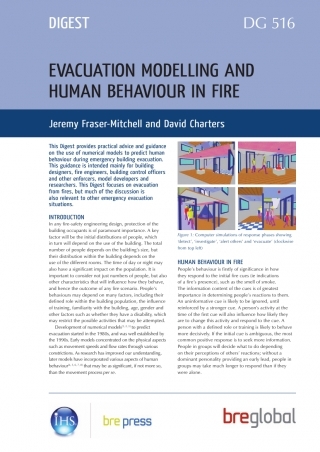 DIGEST
DG 516
EVACUATION MODELLING AND
HUMAN BEHAVIOUR IN FIRE
Jeremy Fraser-Mitchell and David Charters
This Digest provides practical advice and guidance
on the use of numerical models to predict human
behaviour during emergency building evacuation.
This guidance is intended mainly for building
designers, fire engineers, building control officers
and other enforcers, model developers and
researchers. This Digest focuses on evacuation
from fires, but much of the discussion is
also relevant to other emergency evacuation
situations.
INTRODUCTION
In any fire safety engineering design, protection of the
building occupants is of paramount importance. A key
factor will be the initial distributions of people, which
in turn will depend on the use of the building. The total
number of people depends on the building's size, but
their distribution within the building depends on the
use of the different rooms. The time of day or night may
also have a significant impact on the population. It is
important to consider not just numbers of people, but also
other characteristics that will influence how they behave,
and hence the outcome of any fire scenario. People's
behaviours may depend on many factors, including their
defined role within the building population, the influence
of training, familiarity with the building, age, gender and
other factors such as whether they have a disability, which
may restrict the possible activities that may be attempted.
Development of numerical models to predict
evacuation started in the 1960s, and was well established by
the 1990s. Early models concentrated on the physical aspects
such as movement speeds and flow rates through various
constrictions. As research has improved our understanding,
later models have incorporated various aspects of human
behaviour that may be as significant, if not more so,
than the movement process per se.
Figure 1: Computer simulations of response phases showing
'detect', 'investigate', 'alert others' and 'evacuate' (clockwise
from top left)
HUMAN BEHAVIOUR IN FIRE
People's behaviour is firstly of significance in how
they respond to the initial fire cues (ie indications
of a fire's presence), such as the smell of smoke.
The information content of the cues is of greatest
importance in determining people's reactions to them.
An uninformative cue is likely to be ignored, until
reinforced by a stronger cue. A person's activity at the
time of the first cue will also influence how likely they
are to change this activity and respond to the cue. A
person with a defined role or training is likely to behave
more decisively. If the initial cue is ambiguous, the most
common positive response is to seek more information.
People in groups will decide what to do depending
on their perceptions of others' reactions; without a
dominant personality providing an early lead, people in
groups may take much longer to respond than if they
were alone.
IHS
bre press
breglobal